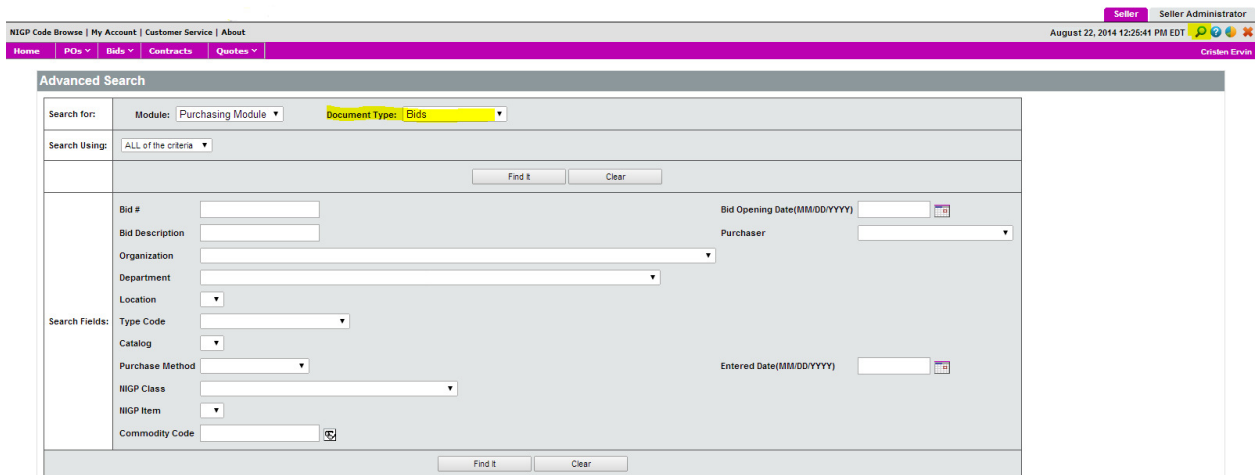 Seller Seller Administrator
NIGP Code Browse | My Account | Customer Service | About August 22, 2014 12:25:41 PM EDT
Home POs Bids Contracts Quotes Cristen Ervin
Advanced Search
Search for: Module: Purchasing Module Document Type: Bids
Search Using: ALL of the criteria
Find It Clear
Bid # Bid Opening Date(MM/DD/YYYY)
Bid Description Purchaser
Organization
Department
Location
Search Fields: Type Code
Catalog
Purchase Method Entered Date(MM/DD/YYYY)
NIGP Class
NIGP Item
Commodity Code
Find It Clear